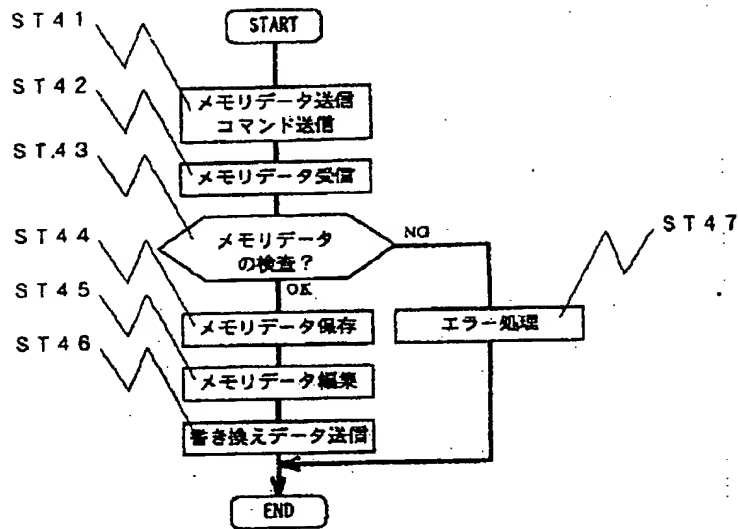 ST41
START
ST42
メモリデータ送信
コマンド送信
ST43
メモリデータ受信
ST44
メモリデータ
の検査?
NG
ST47
OK
ST45
メモリデータ保存
エラー処理
ST46
メモリデータ編集
書き換えデータ送信
END